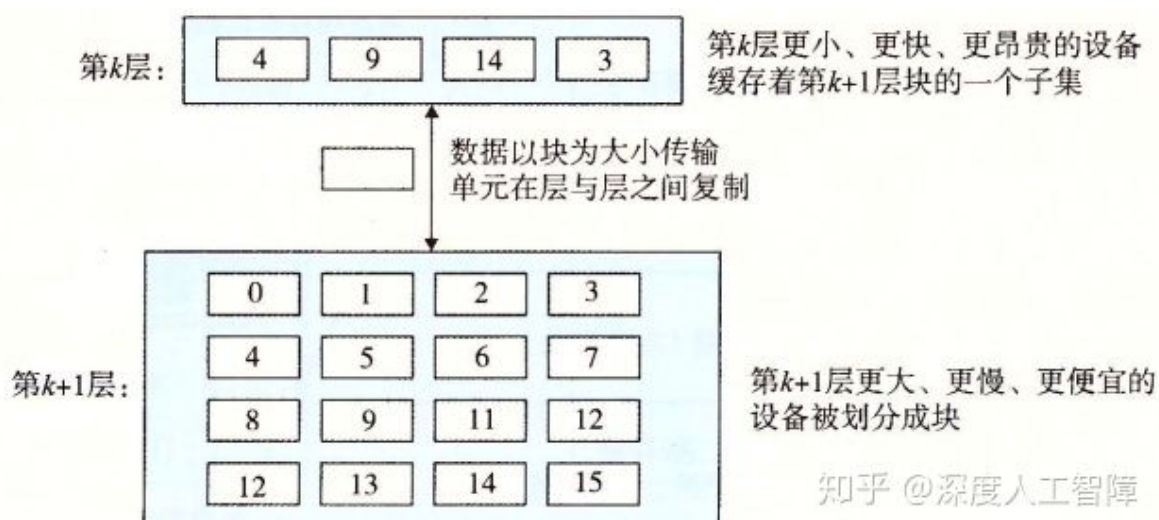 第k层：
4 9 14 3
第k层更小、更快、更昂贵的设备
缓存着第k+1层块的一个子集
数据以块为大小传输
单元在层与层之间复制
0 1 2 3
4 5 6 7
第k+1层：
8 9 11 12
12 13 14 15
第k+1层更大、更慢、更便宜的
设备被划分成块
知乎 @深度人工智障